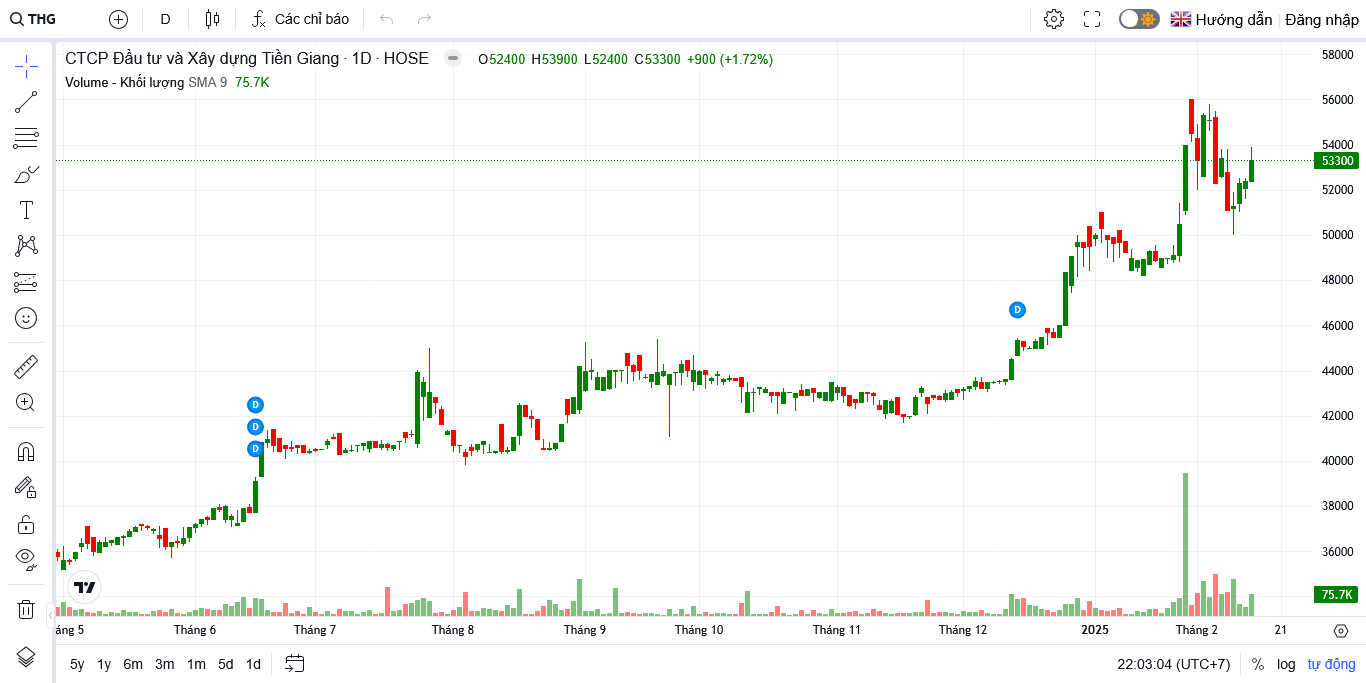 THG D Các chỉ báo Hướng dẫn Đăng nhập
CTCP Đầu tư và Xây dựng Tiền Giang · 1D · HOSE O52400 H53900 L52400 C53300 +900 (+1.72%)
Volume - Khối lượng SMA 9 75.7K
58000
56000
54000
53300
52000
50000
48000
46000
44000
42000
40000
38000
36000
75.7K
D
D
D
D
áng 5 Tháng 6 Tháng 7 Tháng 8 Tháng 9 Tháng 10 Tháng 11 Tháng 12 2025 Tháng 2 21
5y 1y 6m 3m 1m 5d 1d 22:03:04 (UTC+7) % log tự động